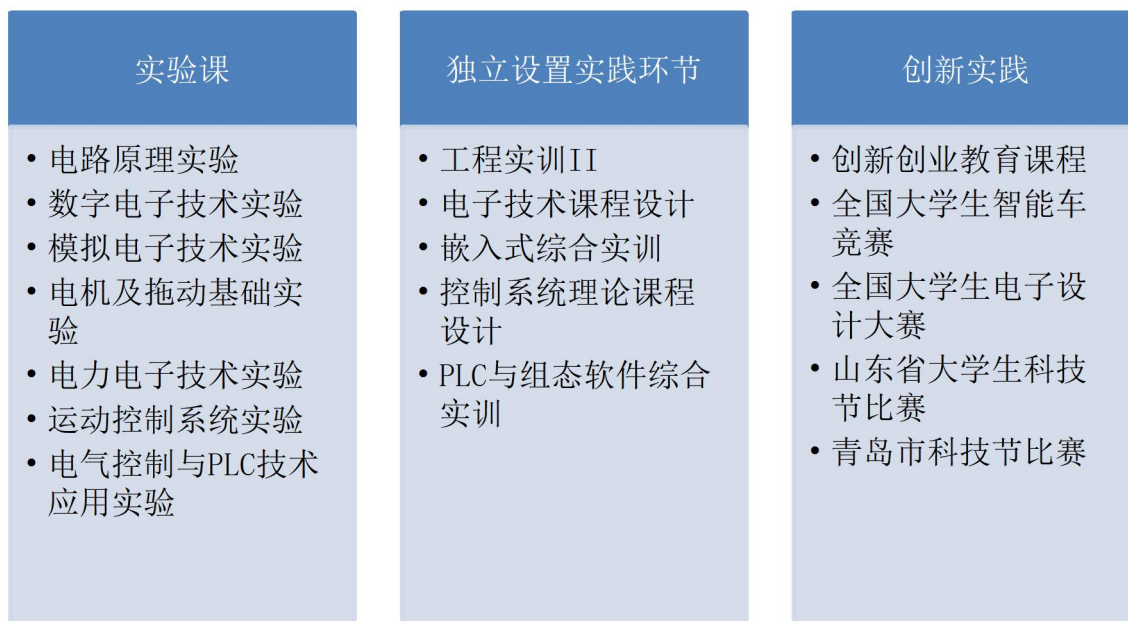 实验课
• 电路原理实验
• 数字电子技术实验
• 模拟电子技术实验
• 电机及拖动基础实
验
• 电力电子技术实验
• 运动控制系统实验
• 电气控制与PLC技术
应用实验
独立设置实践环节
• 工程实训II
• 电子技术课程设计
• 嵌入式综合实训
• 控制系统理论课程
设计
• PLC与组态软件综合
实训
创新实践
• 创新创业教育课程
• 全国大学生智能车
竞赛
• 全国大学生电子设
计大赛
• 山东省大学生科技
节比赛
• 青岛市科技节比赛